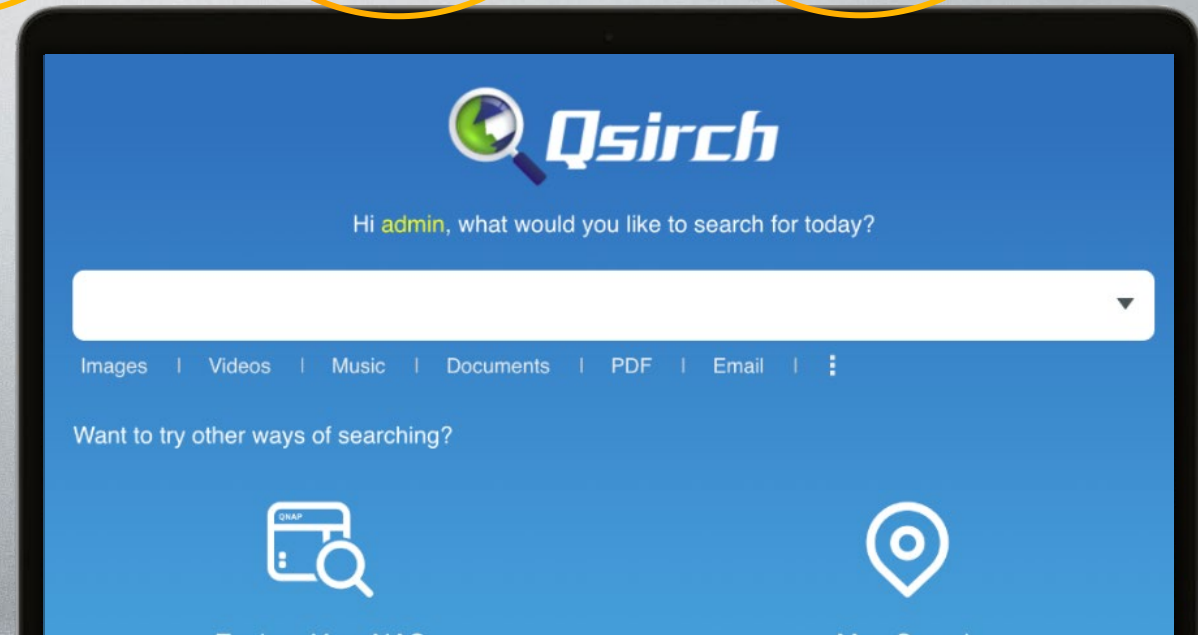 Qsirch
Hi admin, what would you like to search for today?
Images | Videos | Music | Documents | PDF | Email |
Want to try other ways of searching?
QNAP